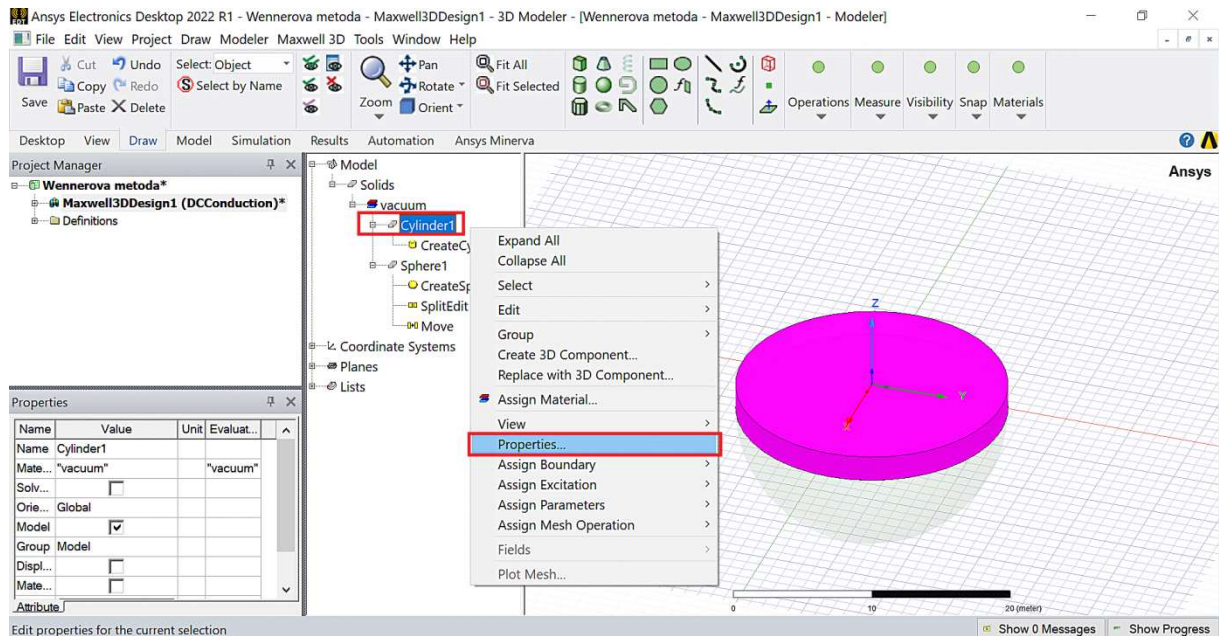 Ansys Electronics Desktop 2022 R1 - Wennerova metoda - Maxwell3DDesign1 - 3D Modeler - [Wennerova metoda - Maxwell3DDesign1 - Modeler]
File Edit View Project Draw Modeler Maxwell 3D Tools Window Help
Save
Cut Undo
Copy Redo
Paste Delete
Select: Object
Select by Name
Zoom
Pan
Rotate
Orient
Fit All
Fit Selected
Operations Measure Visibility Snap Materials
Desktop View Draw Model Simulation Results Automation Ansys Minerva
Project Manager
Wennerova metoda*
Maxwell3DDesign1 (DCConduction)*
Definitions
Model
Solids
vacuum
Cylinder1
CreateCy
Sphere1
CreateSp
SplitEdit
Move
Coordinate Systems
Planes
Lists
Expand All
Collapse All
Select
Edit
Group
Create 3D Component...
Replace with 3D Component...
Assign Material...
View
Properties...
Assign Boundary
Assign Excitation
Assign Parameters
Assign Mesh Operation
Fields
Plot Mesh...
Ansys
Z
Y
X
0 10 20 (meter)
Properties
Name Value Unit Evaluat...
Name Cylinder1
Mate... "vacuum" "vacuum"
Solv...
Orie... Global
Model
Group Model
Displ...
Mate...
Attribute
Edit properties for the current selection
Show 0 Messages Show Progress